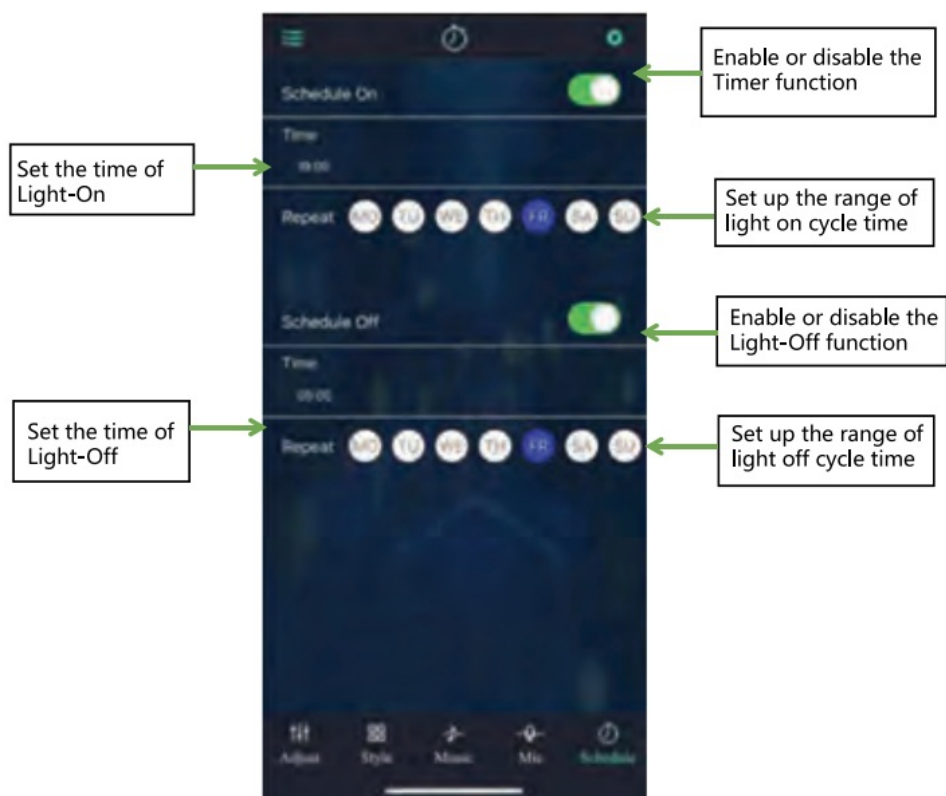 Enable or disable the
Timer function
Schedule On
Time
Set the time of
Light-On
Repeat MO TU WE TH FR SA SU
Set up the range of
light on cycle time
Schedule Off
Enable or disable the
Light-Off function
Time
Set the time of
Light-Off
Repeat MO TU WE TH FR SA SU
Set up the range of
light off cycle time
Adjust Style Music Mic Schedule